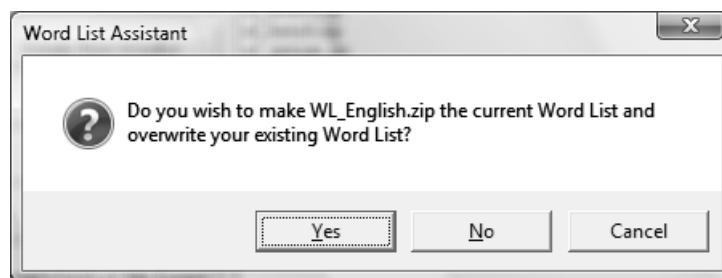 Word List Assistant
Do you wish to make WL_English.zip the current Word List and
overwrite your existing Word List?
Yes
No
Cancel